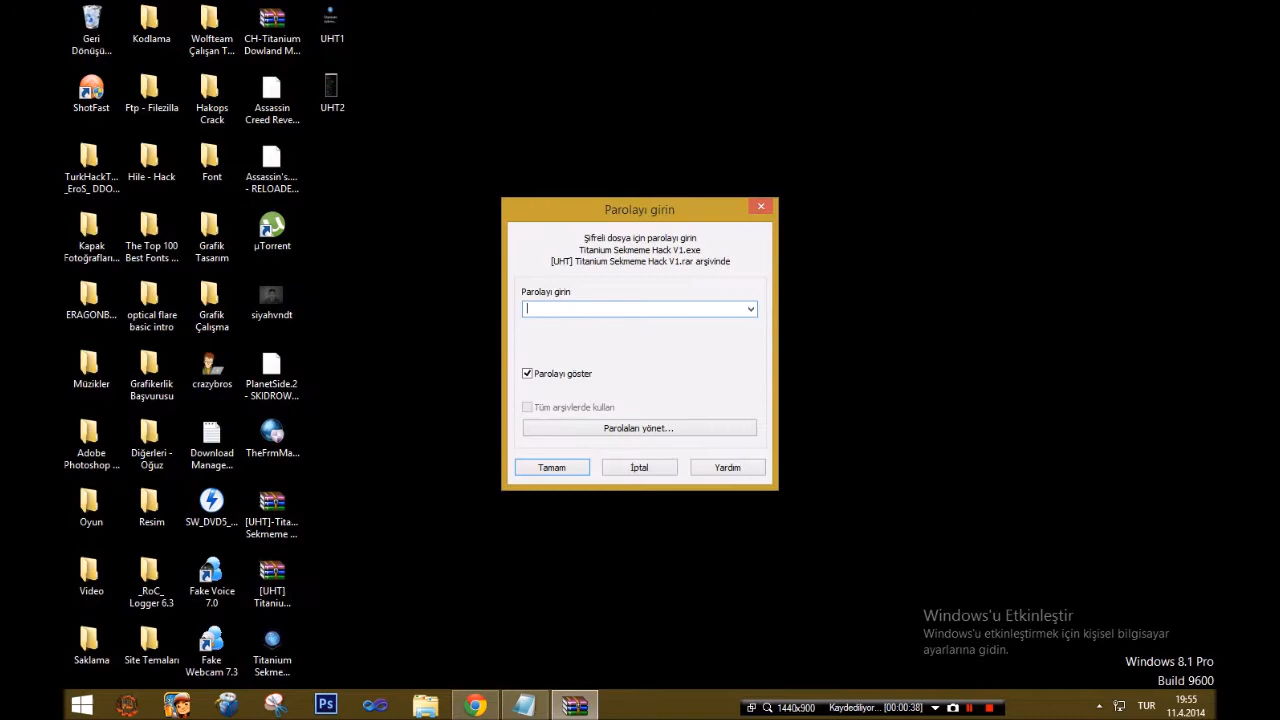 Geri
Dönüşü...
Kodlama
Wolfteam
Çalışan T...
CH-Titanium
Dowland M...
UHT1
ShotFast
Ftp - Filezilla
Hakops
Crack
Assassin
Creed Reve...
UHT2
TurkHackT...
_EroS_ DDO...
Hile - Hack
Font
Assassin's....
- RELOADE...
Kapak
Fotoğrafları...
The Top 100
Best Fonts ...
Grafik
Tasarım
µTorrent
ERAGONB...
optical flare
basic intro
Grafik
Çalışma
siyahvndt
Müzikler
Grafikerlik
Başvurusu
crazybros
PlanetSide.2
- SKIDROW...
Adobe
Photoshop ...
Diğerleri -
Oğuz
Download
Manage...
TheFrmMa...
Oyun
Resim
SW_DVD5_...
[UHT]-Tita...
Sekmeme ...
Video
_RoC_
Logger 6.3
Fake Voice
7.0
[UHT]
Titaniu...
Saklama
Site Temaları
Fake
Webcam 7.3
Titanium
Sekme...
Parolayı girin
Şifreli dosya için parolayı girin
Titanium Sekmeme Hack V1.exe
[UHT] Titanium Sekmeme Hack V1.rar arşivinde
Parolayı girin
Parolayı göster
Tüm arşivlerde kullan
Parolaları yönet...
Tamam
İptal
Yardım
Windows'u Etkinleştir
Windows'u etkinleştirmek için kişisel bilgisayar
ayarlarına gidin.
Windows 8.1 Pro
Build 9600
Ps
1440x900
Kaydediliyor... [00:00:38]
TUR
19:55
11.4.2014